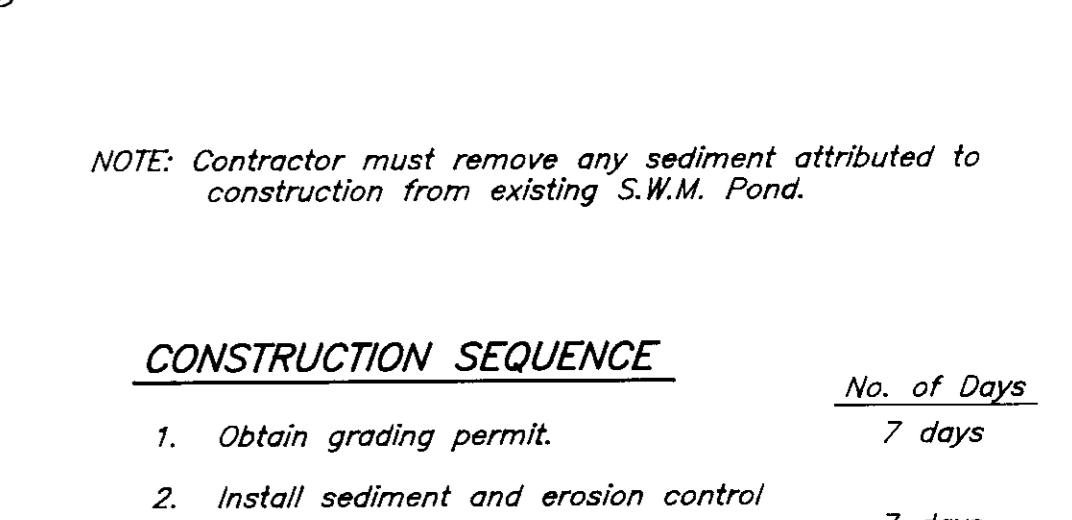 NOTE: Contractor must remove any sediment attributed to
construction from existing S.W.M. Pond.
CONSTRUCTION SEQUENCE
No. of Days
1. Obtain grading permit. 7 days
2. Install sediment and erosion control